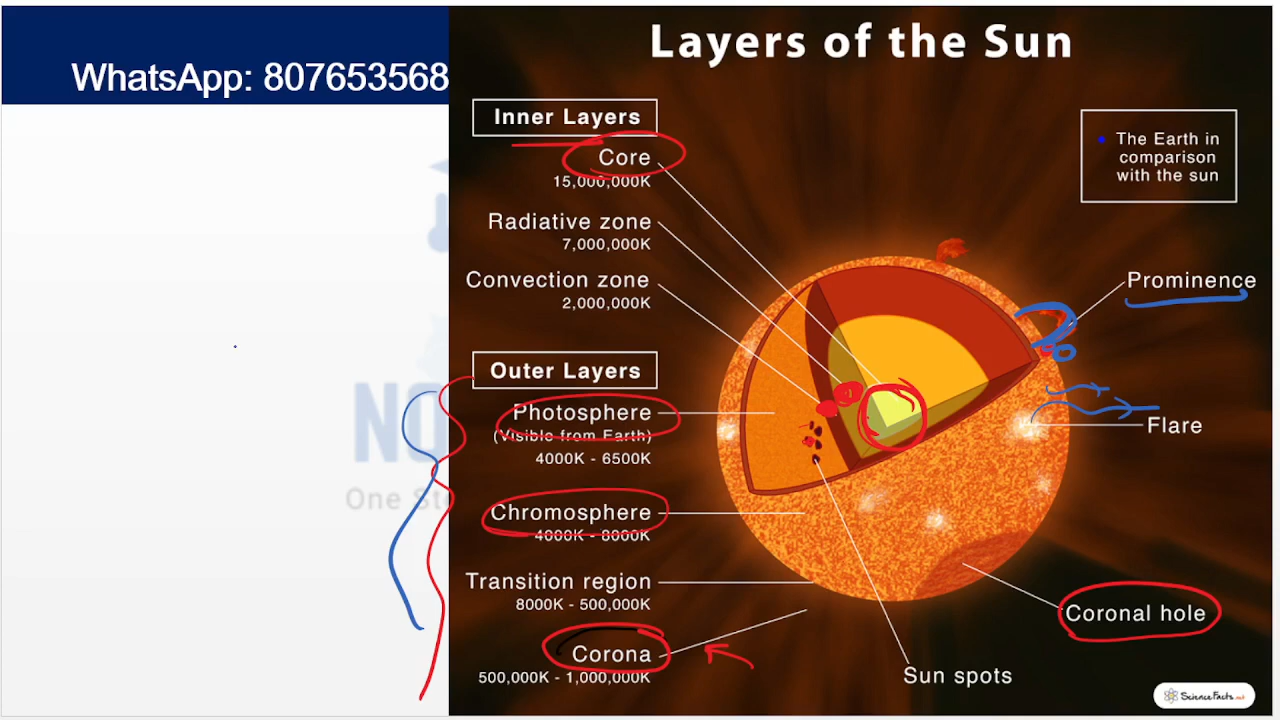 Layers of the Sun
WhatsApp: 807653568
Inner Layers
Core
15,000,000K
Radiative zone
7,000,000K
Convection zone
2,000,000K
Outer Layers
Photosphere
(Visible from Earth)
4000K - 6500K
Chromosphere
4000K - 8000K
Transition region
8000K - 500,000K
Corona
500,000K - 1,000,000K
The Earth in
comparison
with the sun
Prominence
Flare
Coronal hole
Sun spots
ScienceFacts.net
NO
One St